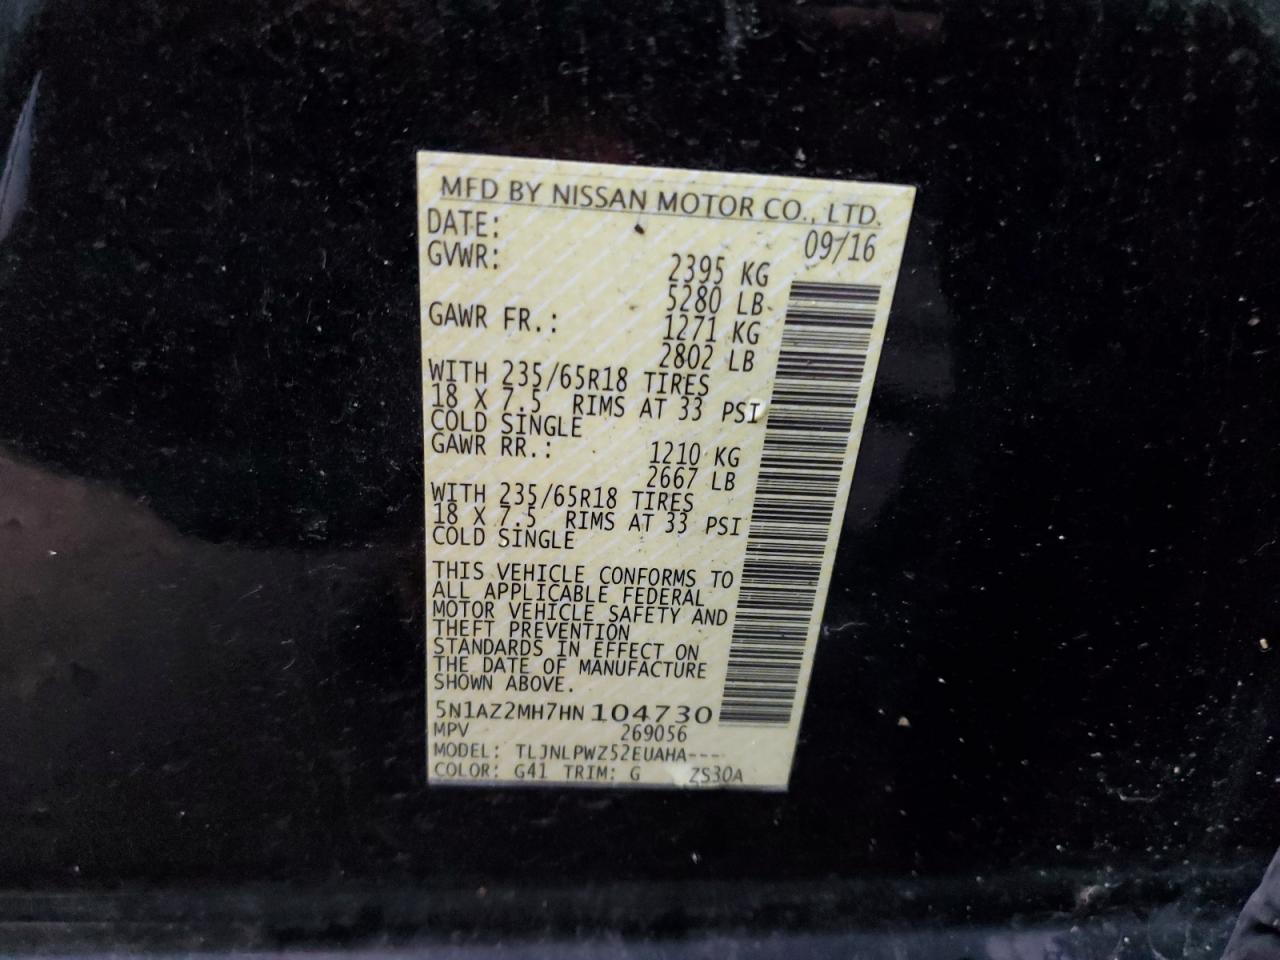 MFD BY NISSAN MOTOR CO., LTD.
DATE: 09/16
GVWR: 2395 KG
5280 LB
GAWR FR.: 1271 KG
2802 LB
WITH 235/65R18 TIRES
18 X 7.5 RIMS AT 33 PSI
COLD SINGLE
GAWR RR.: 1210 KG
2667 LB
WITH 235/65R18 TIRES
18 X 7.5 RIMS AT 33 PSI
COLD SINGLE
THIS VEHICLE CONFORMS TO
ALL APPLICABLE FEDERAL
MOTOR VEHICLE SAFETY AND
THEFT PREVENTION
STANDARDS IN EFFECT ON
THE DATE OF MANUFACTURE
SHOWN ABOVE.
5N1AZ2MH7HN104730
MPV 269056
MODEL: TLJNLPWZ52EUAHA---
COLOR: G41 TRIM: G ZS30A